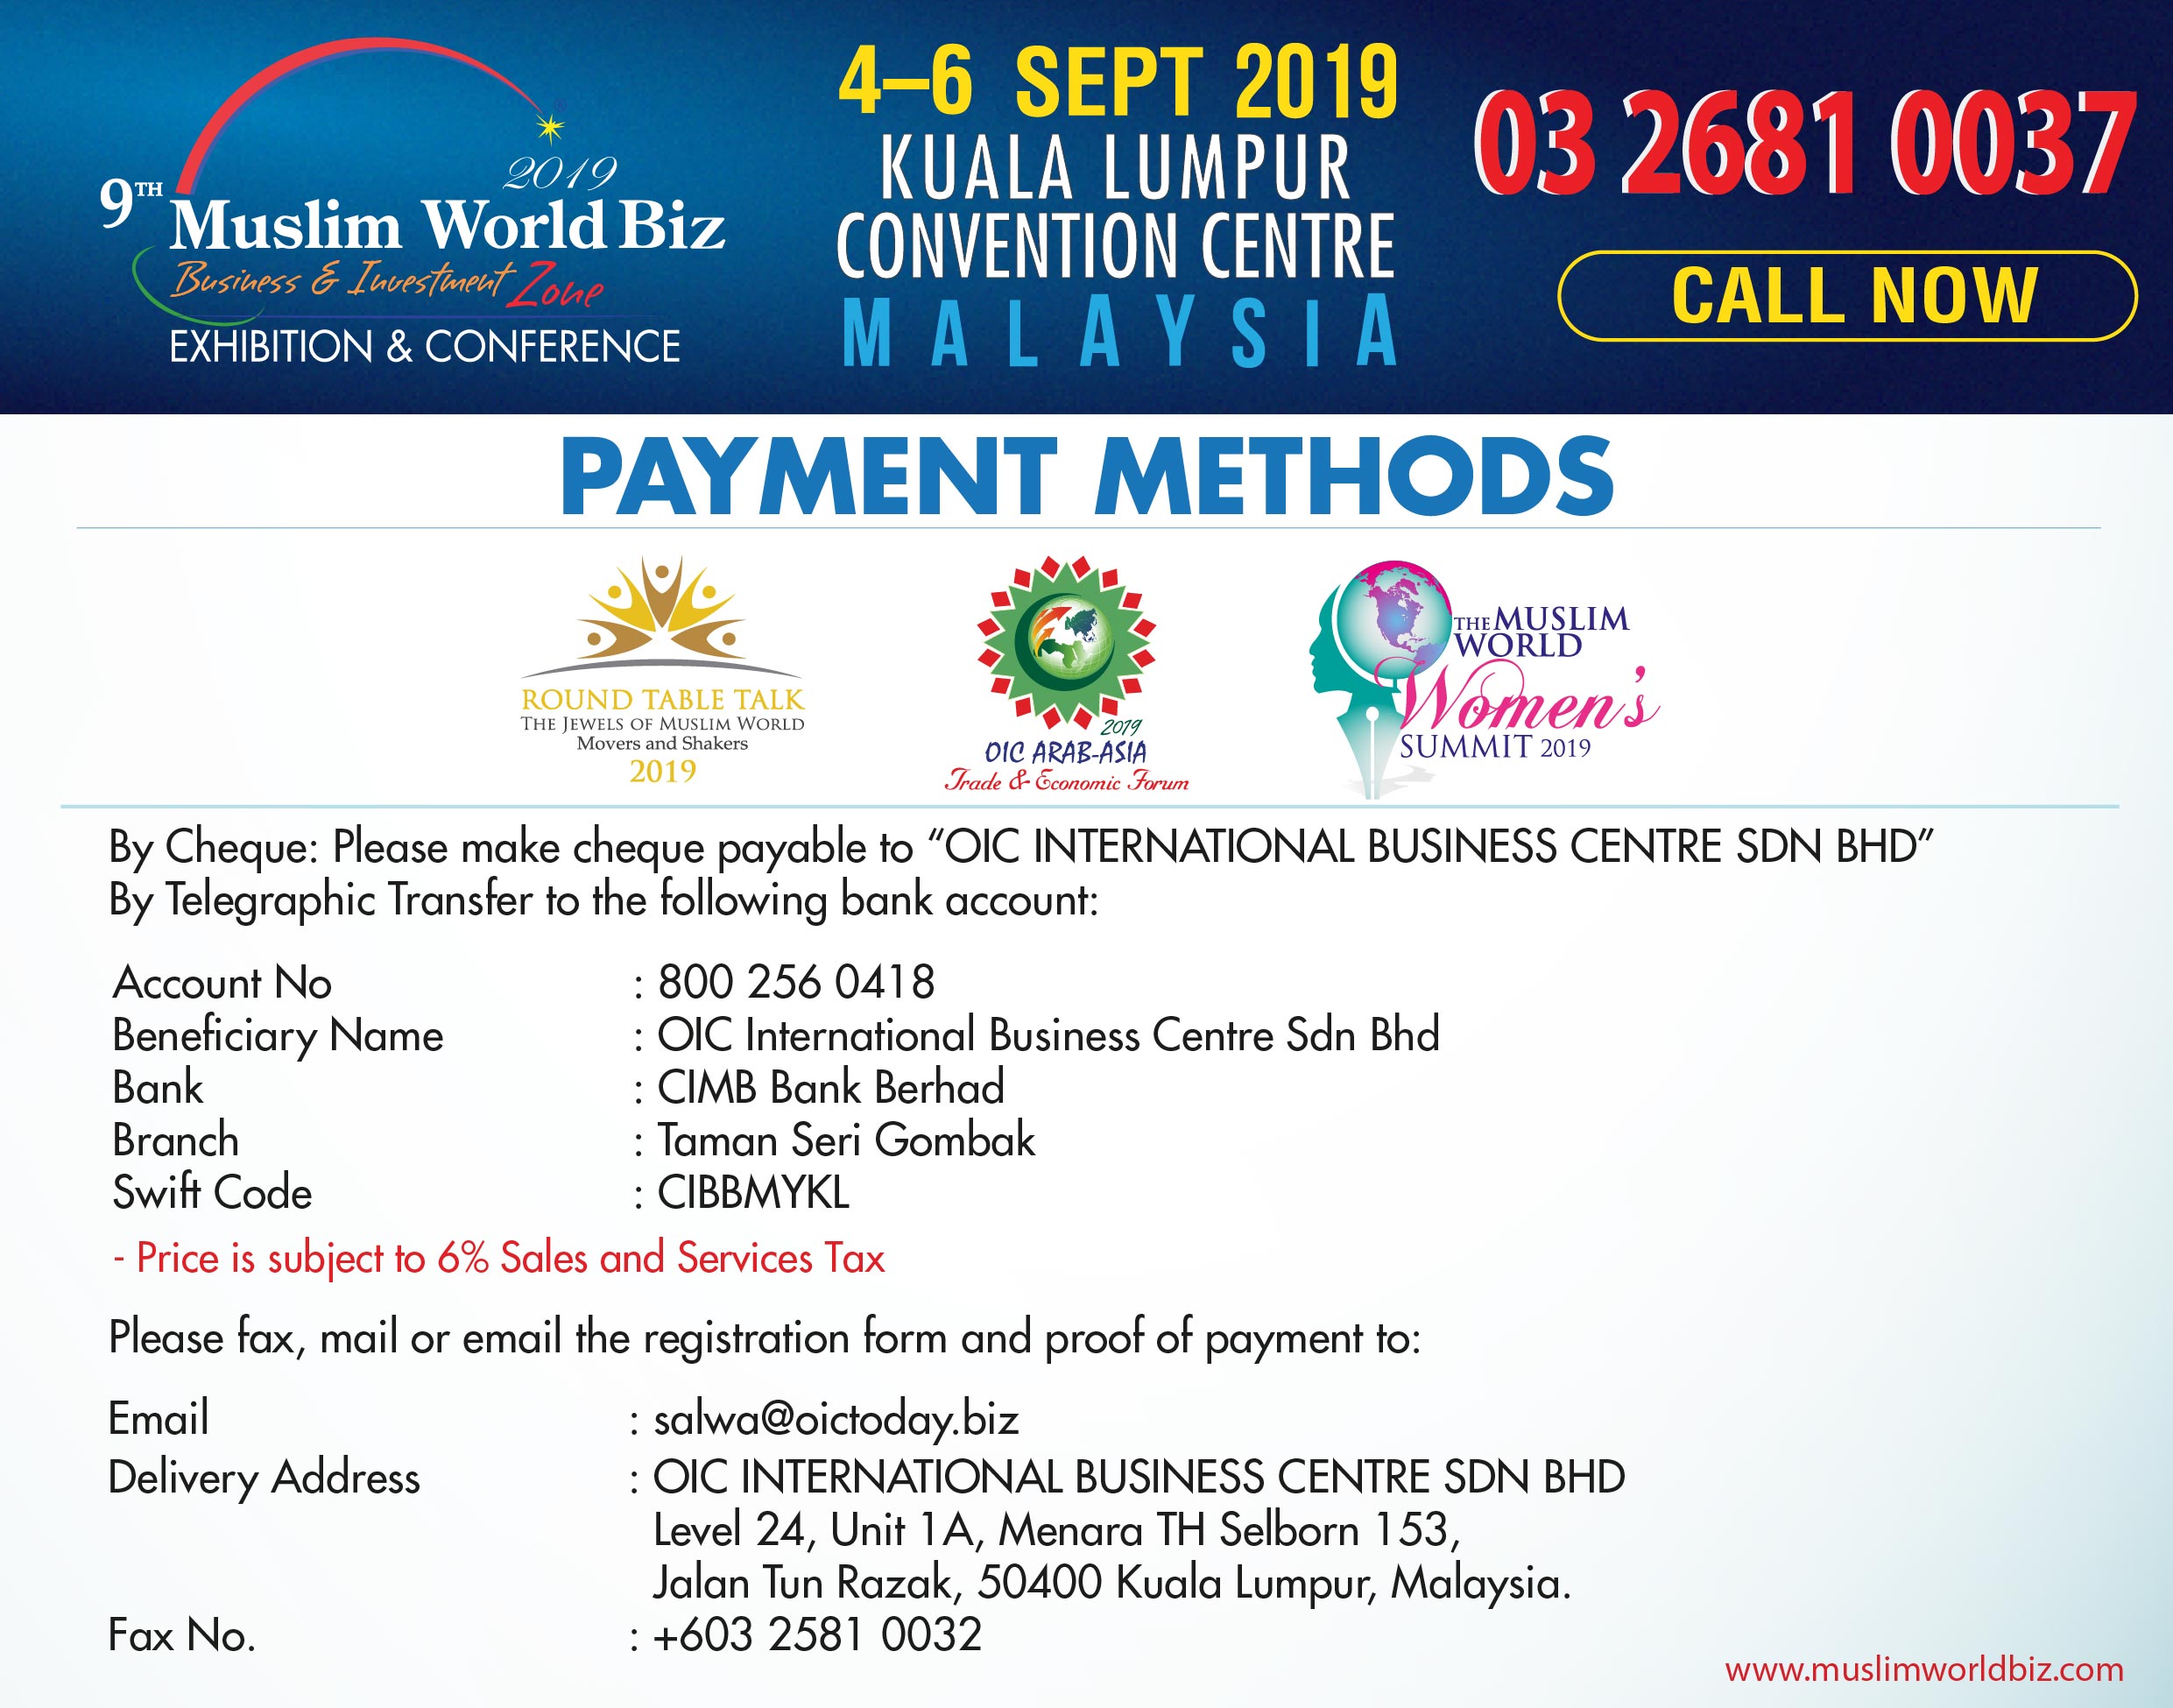 2019
9TH Muslim World Biz
Business & Investment Zone
EXHIBITION & CONFERENCE
4–6 SEPT 2019
KUALA LUMPUR
CONVENTION CENTRE
MALAYSIA
03 2681 0037
CALL NOW
PAYMENT METHODS
ROUND TABLE TALK
THE JEWELS OF MUSLIM WORLD
Movers and Shakers
2019
2019
OIC ARAB-ASIA
Trade & Economic Forum
THE MUSLIM
WORLD
Women's
SUMMIT 2019
By Cheque: Please make cheque payable to “OIC INTERNATIONAL BUSINESS CENTRE SDN BHD”
By Telegraphic Transfer to the following bank account:
Account No : 800 256 0418
Beneficiary Name : OIC International Business Centre Sdn Bhd
Bank : CIMB Bank Berhad
Branch : Taman Seri Gombak
Swift Code : CIBBMYKL
- Price is subject to 6% Sales and Services Tax
Please fax, mail or email the registration form and proof of payment to:
Email : salwa@oictoday.biz
Delivery Address : OIC INTERNATIONAL BUSINESS CENTRE SDN BHD
Level 24, Unit 1A, Menara TH Selborn 153,
Jalan Tun Razak, 50400 Kuala Lumpur, Malaysia.
Fax No. : +603 2581 0032
www.muslimworldbiz.com